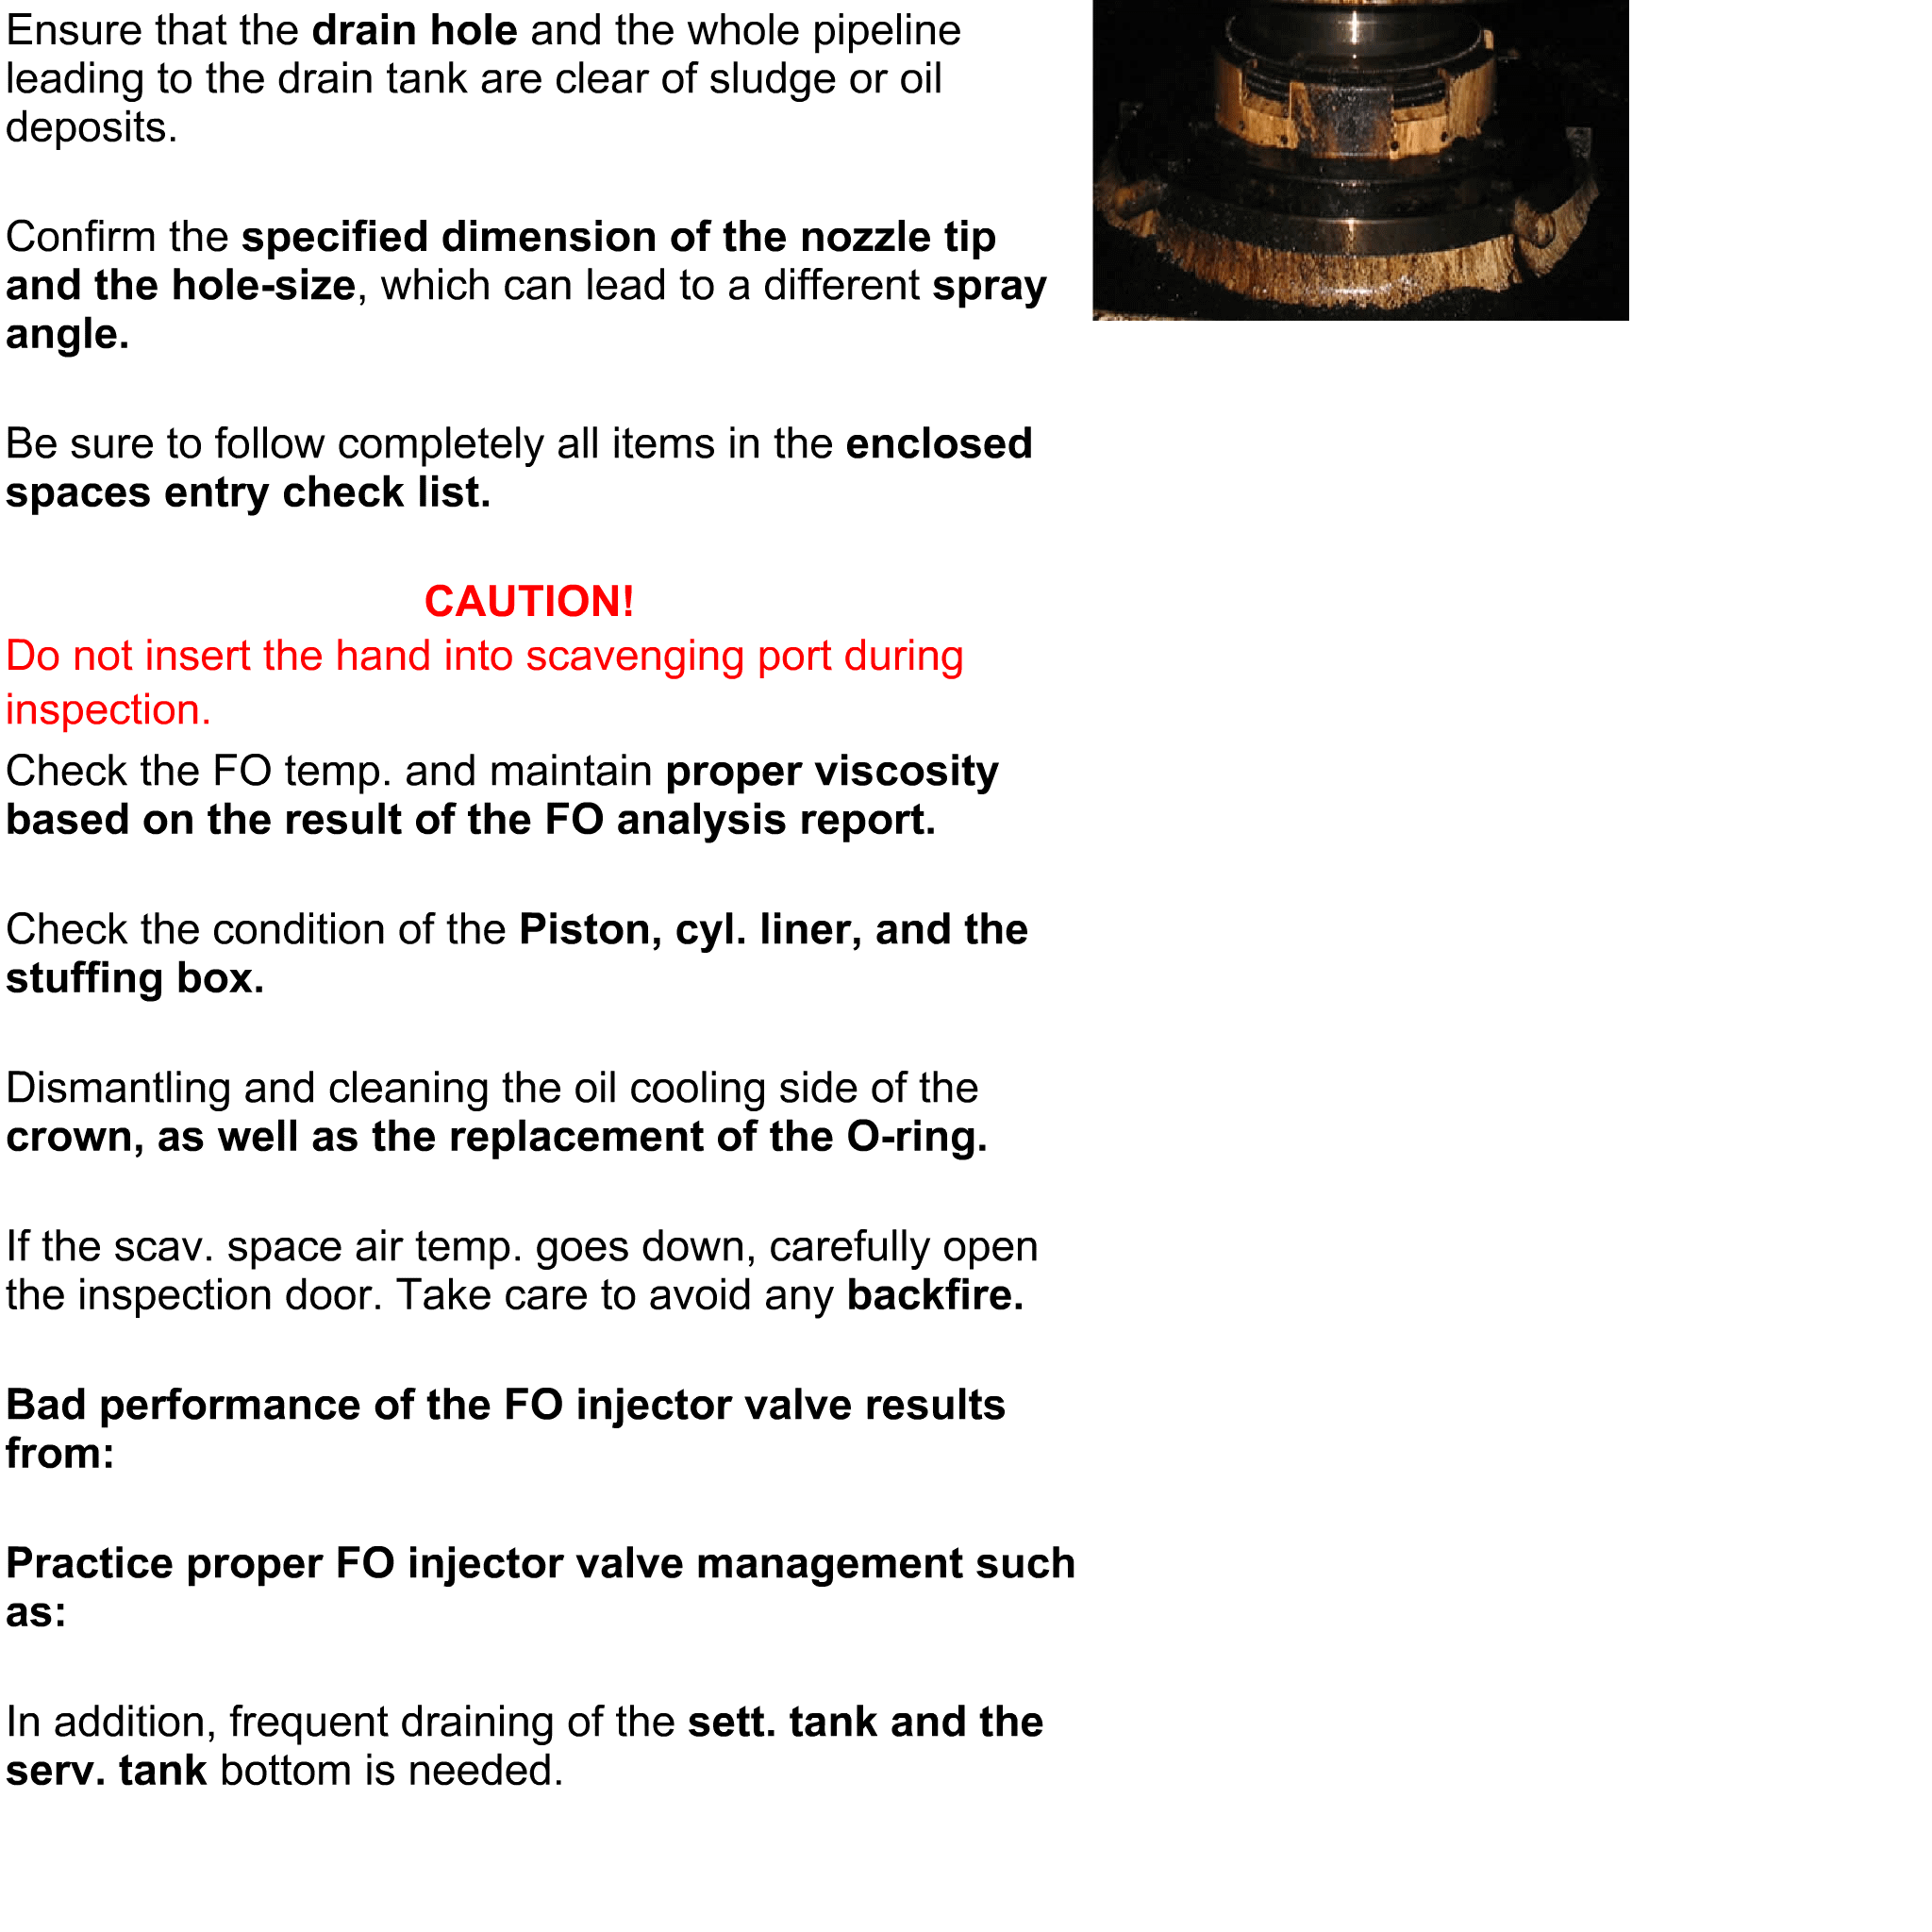 Ensure that the drain hole and the whole pipeline
leading to the drain tank are clear of sludge or oil
deposits.
Confirm the specified dimension of the nozzle tip
and the hole-size, which can lead to a different spray
angle.
Be sure to follow completely all items in the enclosed
spaces entry check list.
CAUTION!
Do not insert the hand into scavenging port during
inspection.
Check the FO temp. and maintain proper viscosity
based on the result of the FO analysis report.
Check the condition of the Piston, cyl. liner, and the
stuffing box.
Dismantling and cleaning the oil cooling side of the
crown, as well as the replacement of the O-ring.
If the scav. space air temp. goes down, carefully open
the inspection door. Take care to avoid any backfire.
Bad performance of the FO injector valve results
from:
Practice proper FO injector valve management such
as:
In addition, frequent draining of the sett. tank and the
serv. tank bottom is needed.